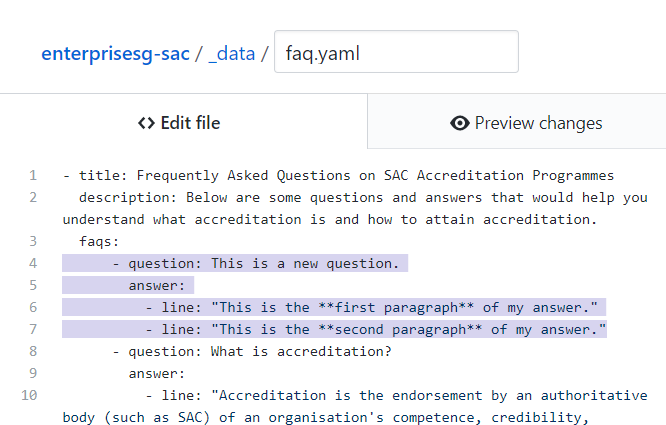 enterprisesg-sac / _data / faq.yaml
<> Edit file Preview changes
1 - title: Frequently Asked Questions on SAC Accreditation Programmes
2 description: Below are some questions and answers that would help you
understand what accreditation is and how to attain accreditation.
3 faqs:
4 - question: This is a new question.
5 answer:
6 - line: "This is the **first paragraph** of my answer."
7 - line: "This is the **second paragraph** of my answer."
8 - question: What is accreditation?
9 answer:
10 - line: "Accreditation is the endorsement by an authoritative
body (such as SAC) of an organisation's competence, credibility,